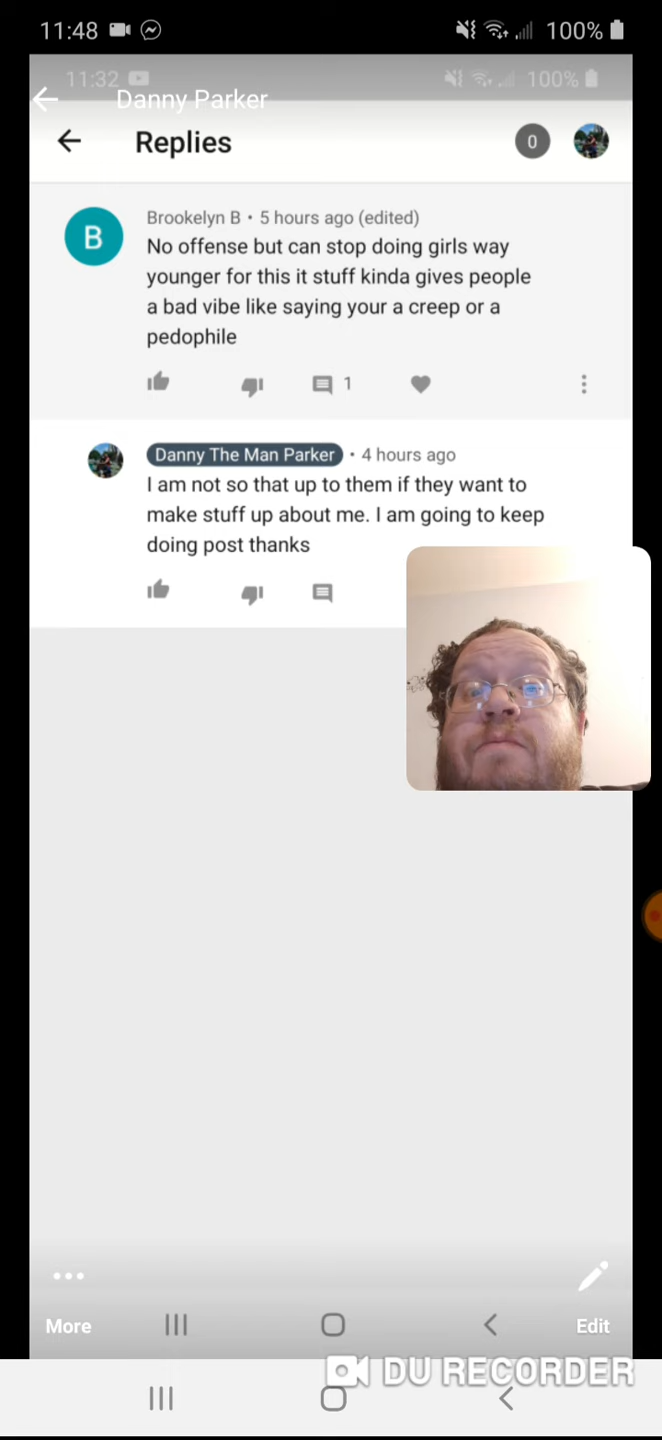 11:48
100%
11:32
100%
Danny Parker
Replies
0
B
Brookelyn B • 5 hours ago (edited)
No offense but can stop doing girls way
younger for this it stuff kinda gives people
a bad vibe like saying your a creep or a
pedophile
1
Danny The Man Parker • 4 hours ago
I am not so that up to them if they want to
make stuff up about me. I am going to keep
doing post thanks
More
Edit
DU RECORDER